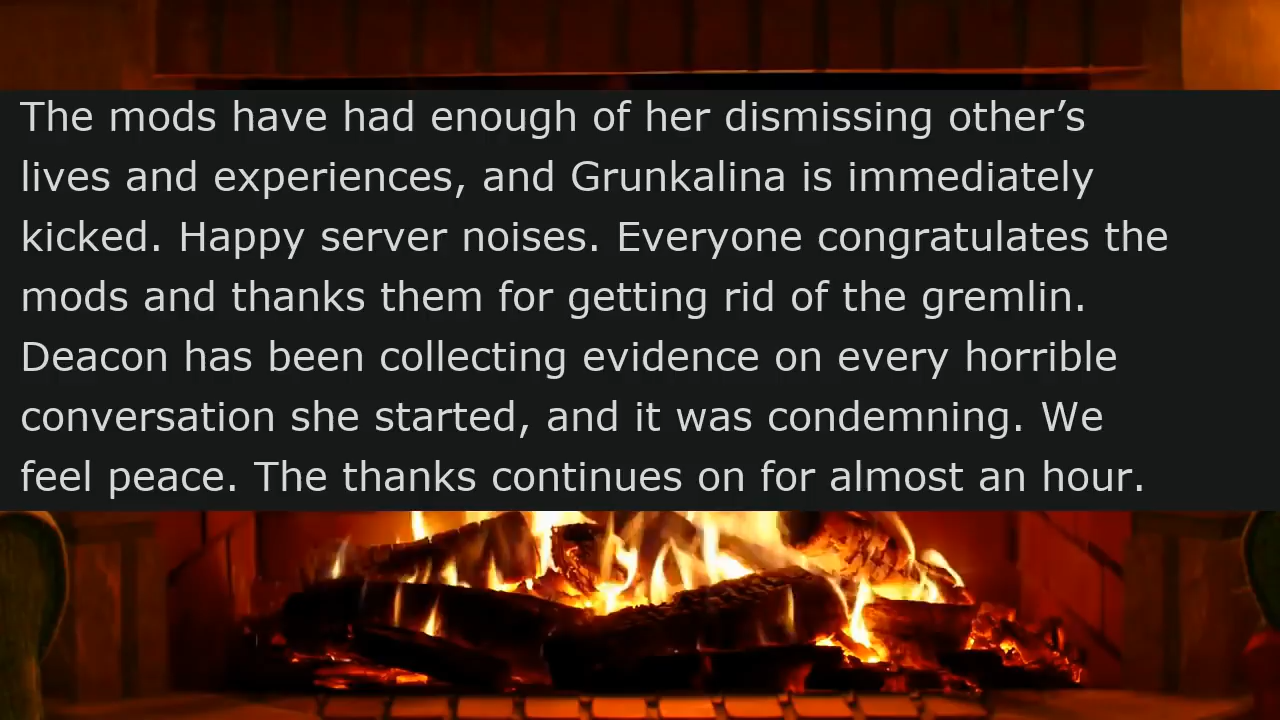 The mods have had enough of her dismissing other’s
lives and experiences, and Grunkalina is immediately
kicked. Happy server noises. Everyone congratulates the
mods and thanks them for getting rid of the gremlin.
Deacon has been collecting evidence on every horrible
conversation she started, and it was condemning. We
feel peace. The thanks continues on for almost an hour.